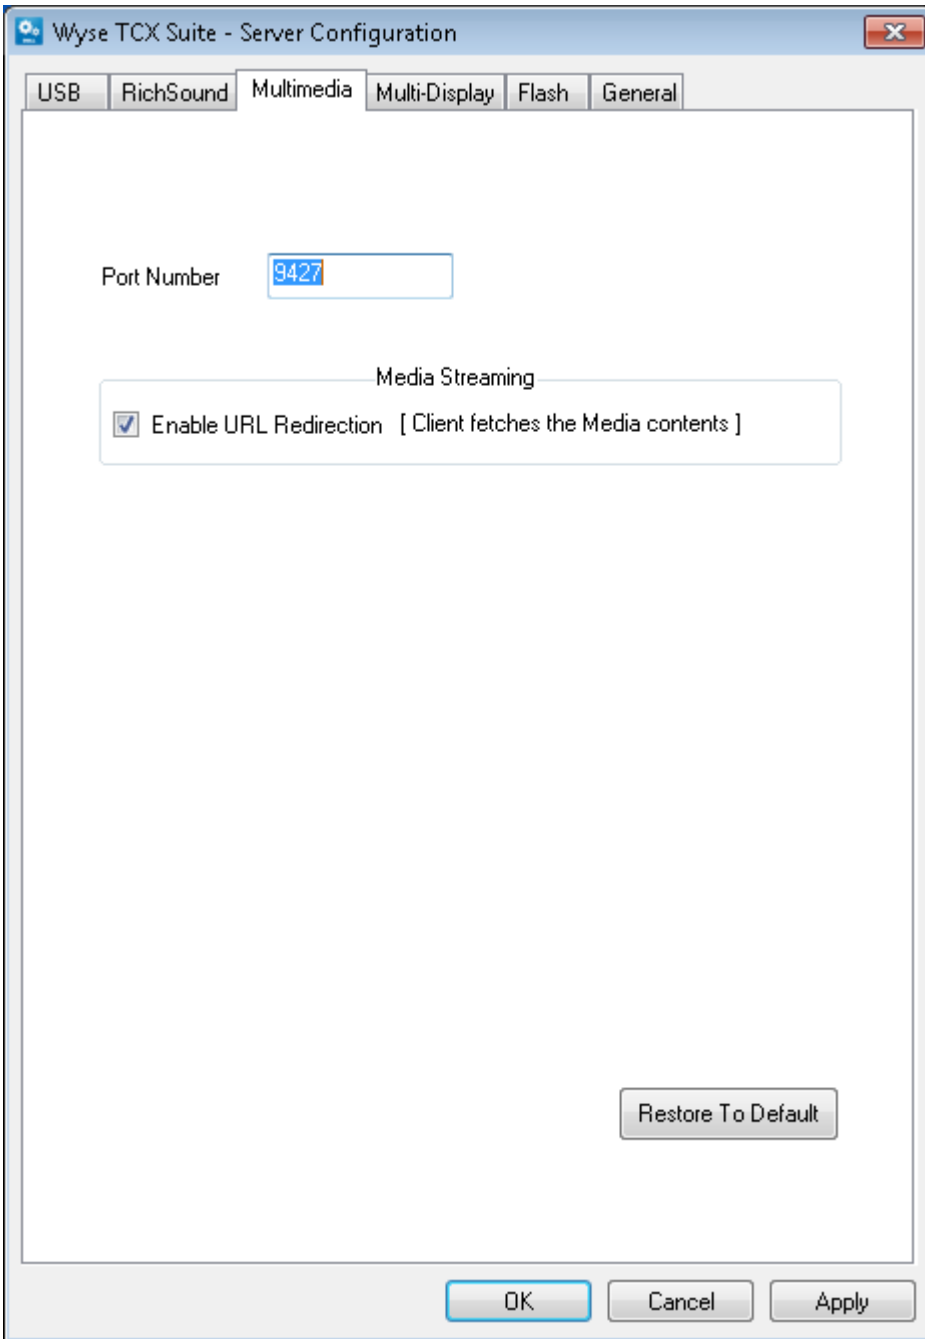 Wyse TCX Suite - Server Configuration
USB RichSound Multimedia Multi-Display Flash General
Port Number 9427
Media Streaming
Enable URL Redirection [ Client fetches the Media contents ]
Restore To Default
OK Cancel Apply